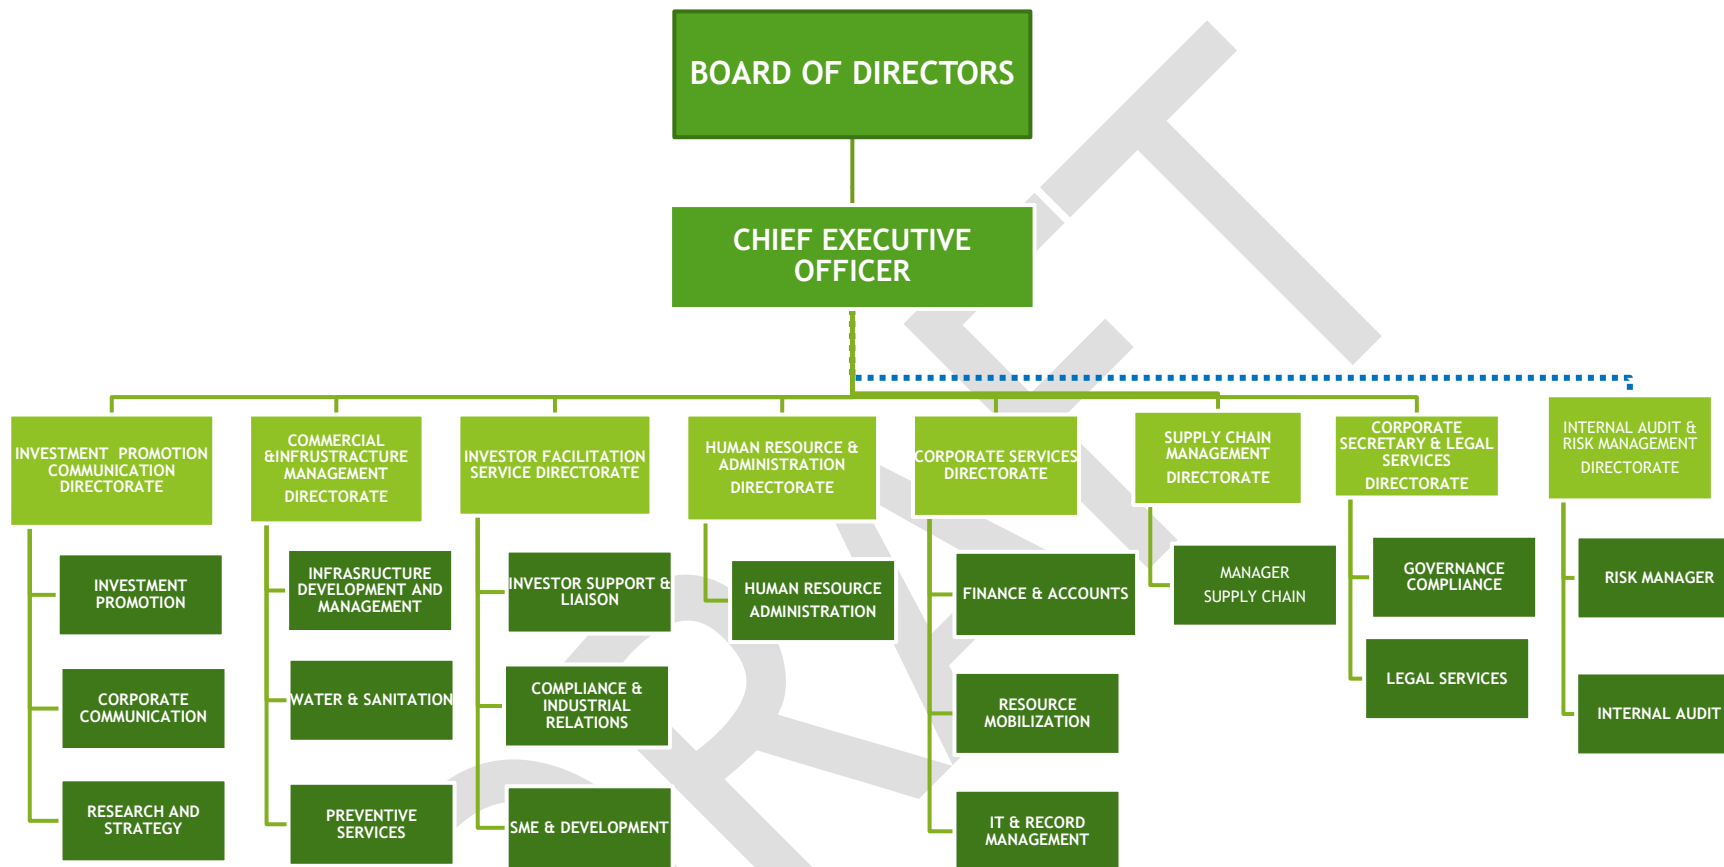 BOARD OF DIRECTORS
CHIEF EXECUTIVE
OFFICER
INVESTMENT PROMOTION
COMMUNICATION
DIRECTORATE
COMMERCIAL
&INFRUSTRACTURE
MANAGEMENT
DIRECTORATE
INVESTOR FACILITATION
SERVICE DIRECTORATE
HUMAN RESOURCE &
ADMINISTRATION
DIRECTORATE
CORPORATE SERVICES
DIRECTORATE
SUPPLY CHAIN
MANAGEMENT
DIRECTORATE
CORPORATE
SECRETARY & LEGAL
SERVICES
DIRECTORATE
INTERNAL AUDIT &
RISK MANAGEMENT
DIRECTORATE
INVESTMENT
PROMOTION
CORPORATE
COMMUNICATION
RESEARCH AND
STRATEGY
INFRASRUCTURE
DEVELOPMENT AND
MANAGEMENT
WATER & SANITATION
PREVENTIVE
SERVICES
INVESTOR SUPPORT &
LIAISON
COMPLIANCE &
INDUSTRIAL
RELATIONS
SME & DEVELOPMENT
HUMAN RESOURCE
ADMINISTRATION
FINANCE & ACCOUNTS
RESOURCE
MOBILIZATION
IT & RECORD
MANAGEMENT
MANAGER
SUPPLY CHAIN
GOVERNANCE
COMPLIANCE
LEGAL SERVICES
RISK MANAGER
INTERNAL AUDIT